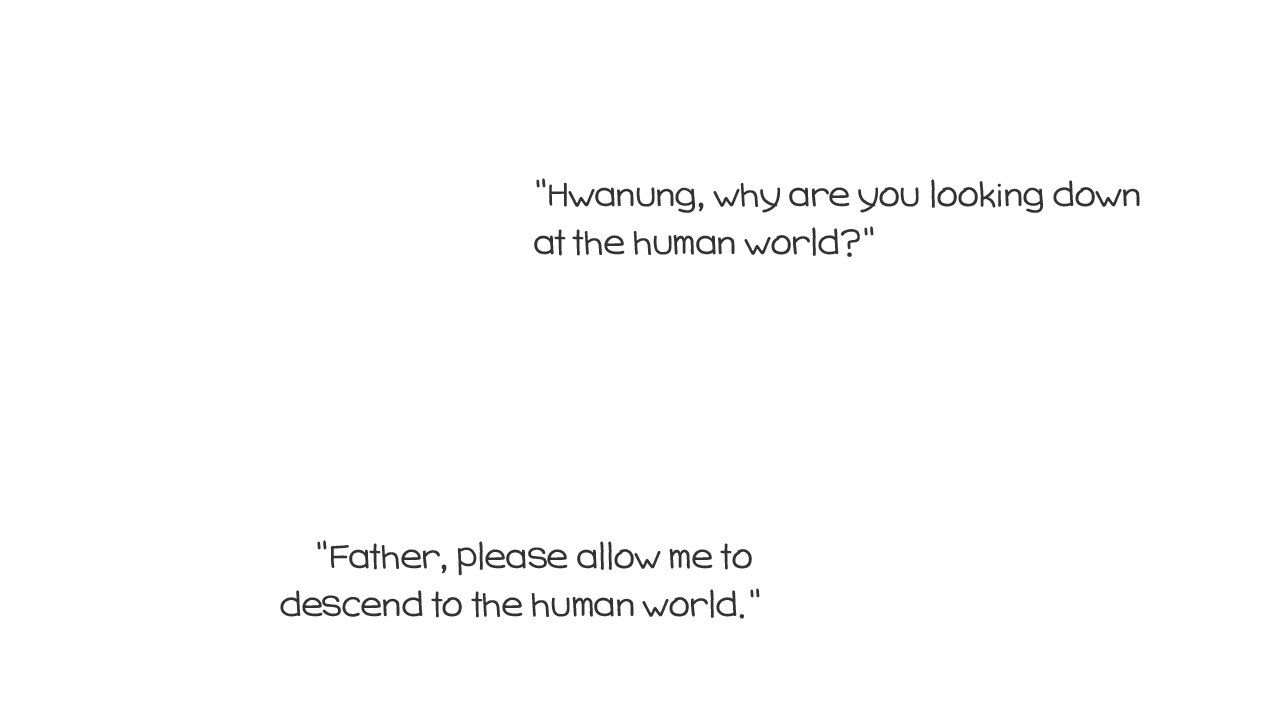 "Hwanung, why are you looking down
at the human world?"
"Father, please allow me to
descend to the human world."